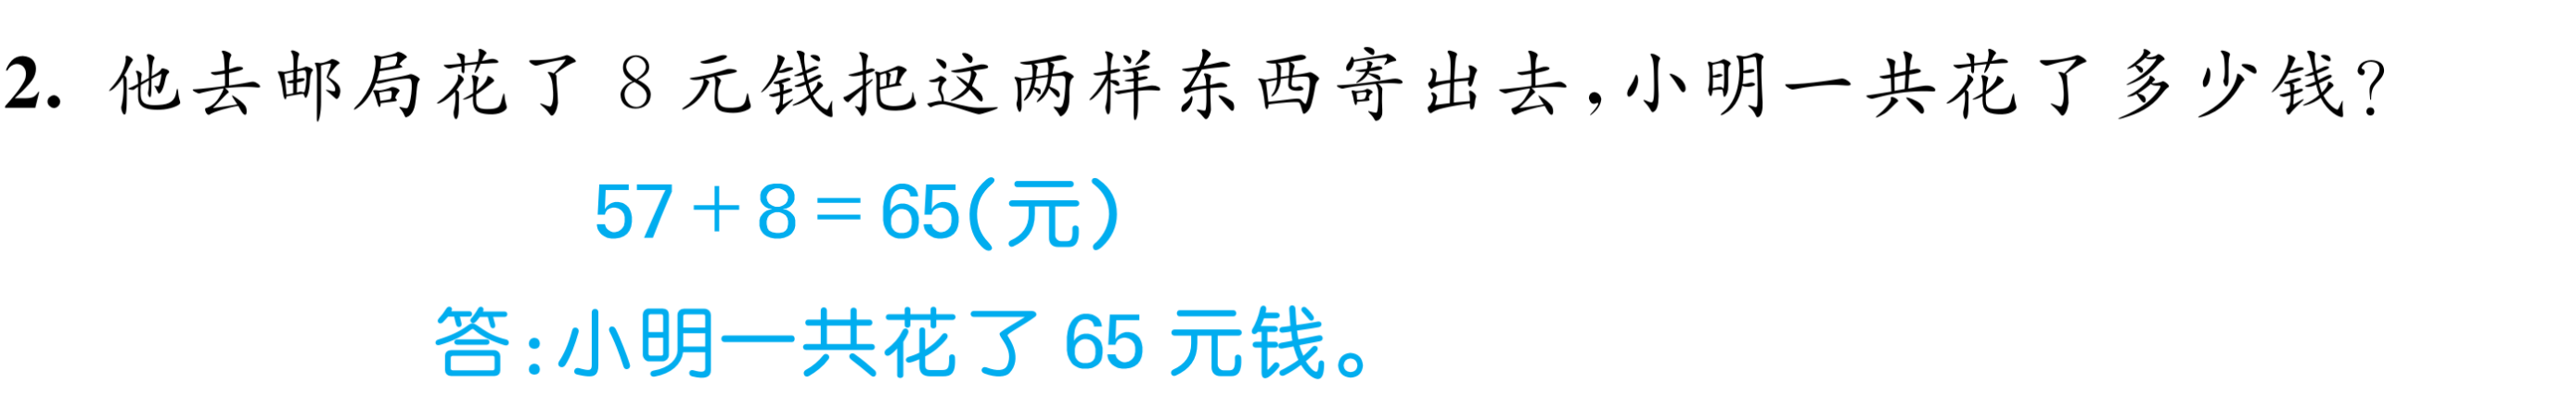 2. 他去邮局花了 8 元钱把这两样东西寄出去,小明一共花了多少钱?
57+8=65(元)
答:小明一共花了 65 元钱。